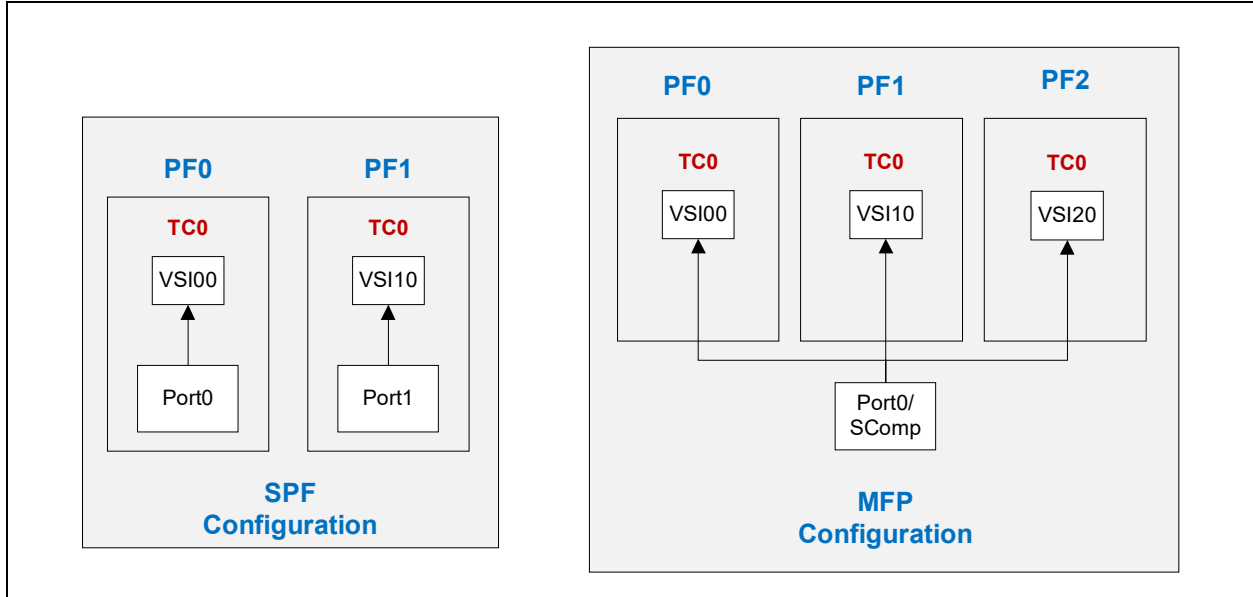 PF0
PF1
TC0
TC0
VSI00
VSI10
Port0
Port1
SPF
Configuration
PF0
PF1
PF2
TC0
TC0
TC0
VSI00
VSI10
VSI20
Port0/
SComp
MFP
Configuration